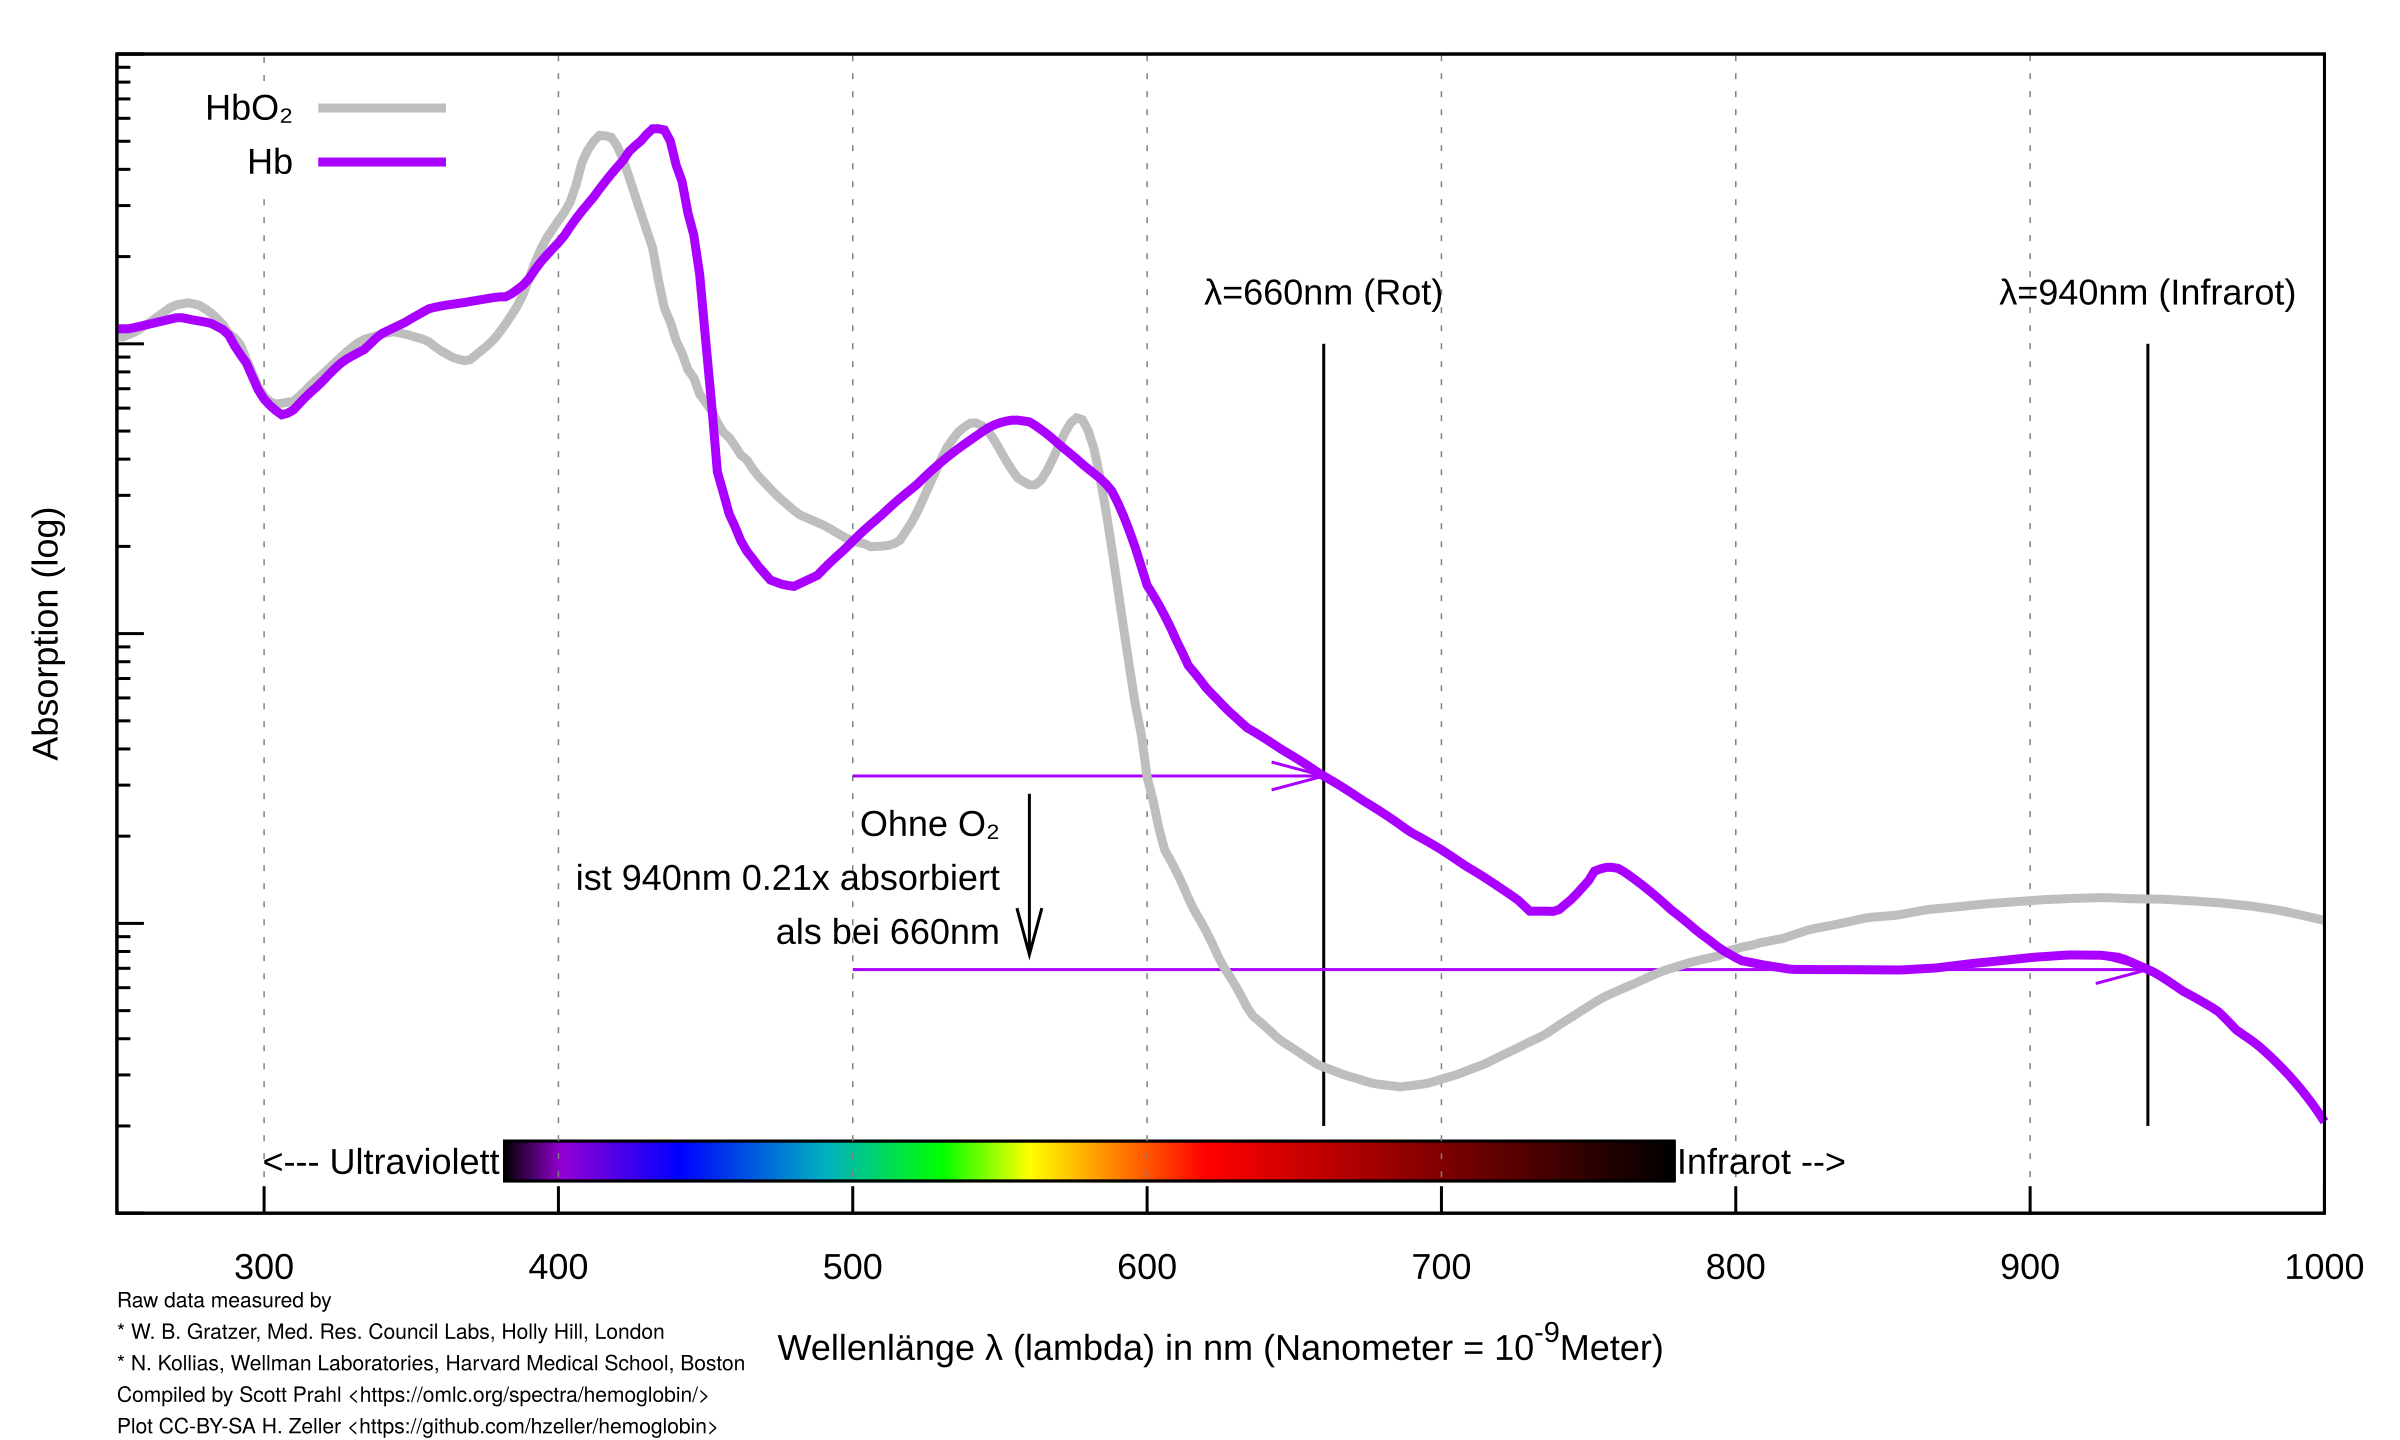 HbO₂
Hb
λ=660nm (Rot)
λ=940nm (Infrarot)
Absorption (log)
Ohne O₂
ist 940nm 0.21x absorbiert
als bei 660nm
<--- Ultraviolett
Infrarot -->
300 400 500 600 700 800 900 1000
Wellenlänge λ (lambda) in nm (Nanometer = 10⁻⁹Meter)
Raw data measured by
* W. B. Gratzer, Med. Res. Council Labs, Holly Hill, London
* N. Kollias, Wellman Laboratories, Harvard Medical School, Boston
Compiled by Scott Prahl <https://omlc.org/spectra/hemoglobin/>
Plot CC-BY-SA H. Zeller <https://github.com/hzeller/hemoglobin>